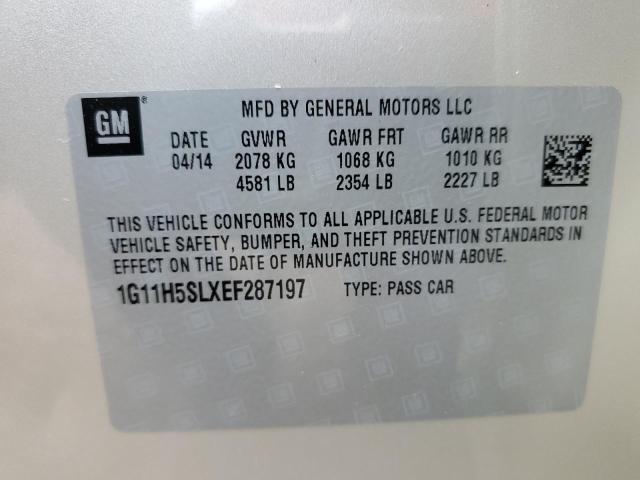 GM
MFD BY GENERAL MOTORS LLC
DATE GVWR GAWR FRT GAWR RR
04/14 2078 KG 1068 KG 1010 KG
4581 LB 2354 LB 2227 LB
THIS VEHICLE CONFORMS TO ALL APPLICABLE U.S. FEDERAL MOTOR
VEHICLE SAFETY, BUMPER, AND THEFT PREVENTION STANDARDS IN
EFFECT ON THE DATE OF MANUFACTURE SHOWN ABOVE.
1G11H5SLXEF287197 TYPE: PASS CAR